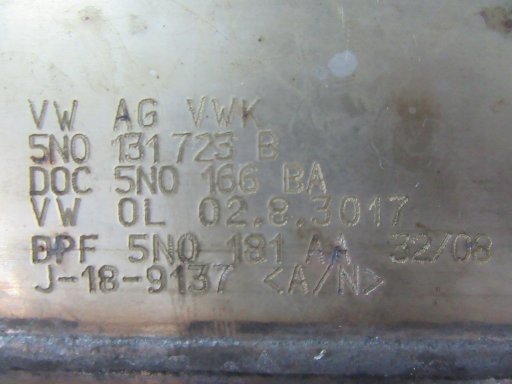 VW AG VWK
5N0 131 723 B
DOC 5N0 166 BA
VW OL 02.8.3017
BPF 5N0 181 AA 32/08
J-18-9137 <A/N>